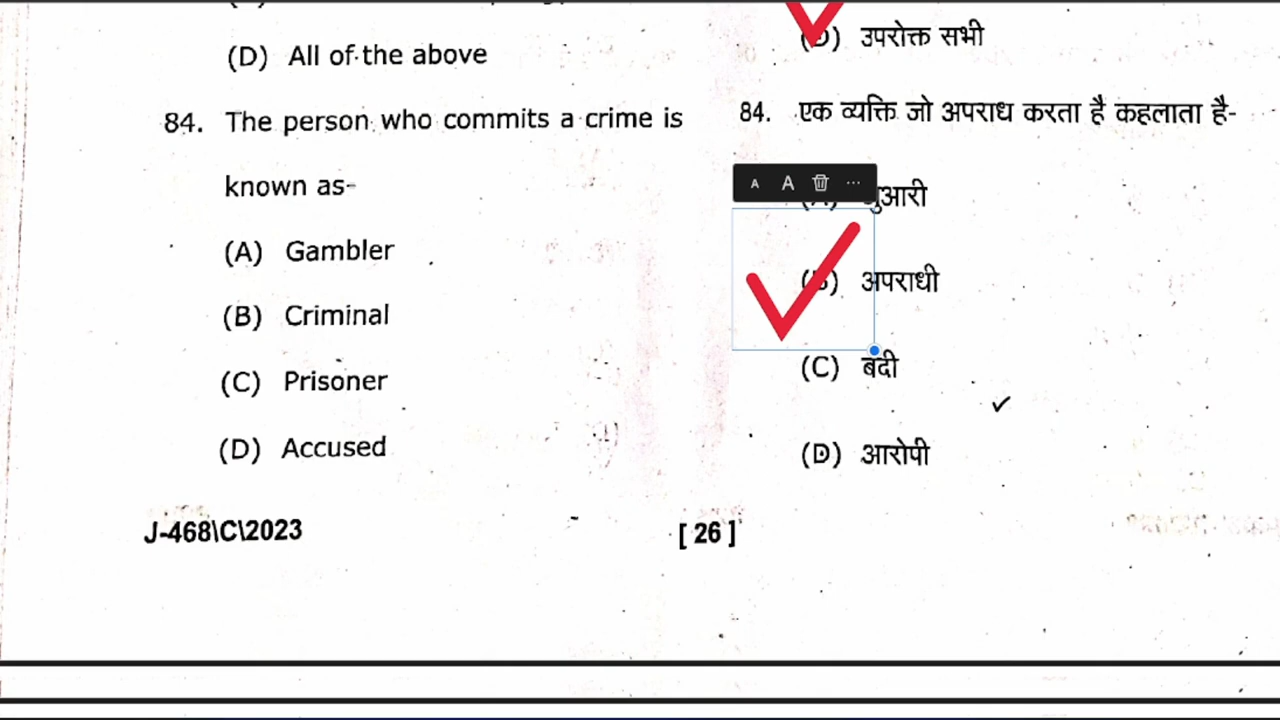 (D) All of the above
84. The person who commits a crime is
known as-
(A) Gambler
(B) Criminal
(C) Prisoner
(D) Accused
(D) उपरोक्त सभी
84. एक व्यक्ति जो अपराध करता है कहलाता है-
(A) जुआरी
(B) अपराधी
(C) बंदी
(D) आरोपी
J-468\C\2023
[ 26 ]